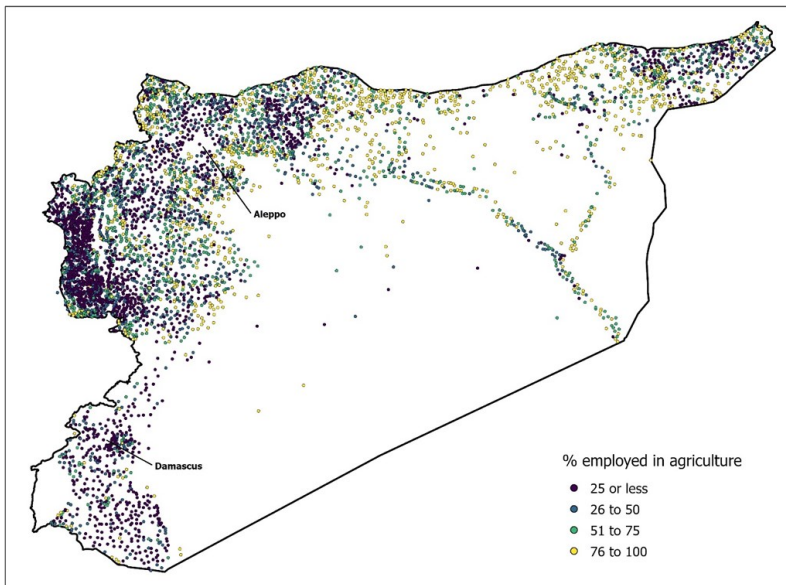 Aleppo
Damascus
% employed in agriculture
25 or less
26 to 50
51 to 75
76 to 100